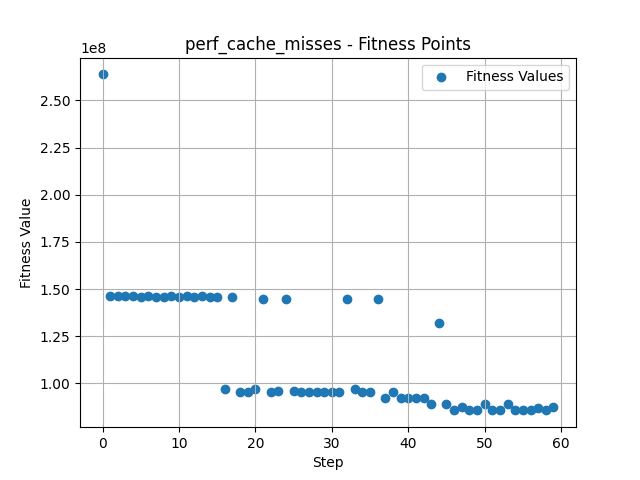 perf_cache_misses - Fitness Points
1e8
Fitness Values
2.50
2.25
2.00
1.75
1.50
1.25
1.00
Fitness Value
0 10 20 30 40 50 60
Step